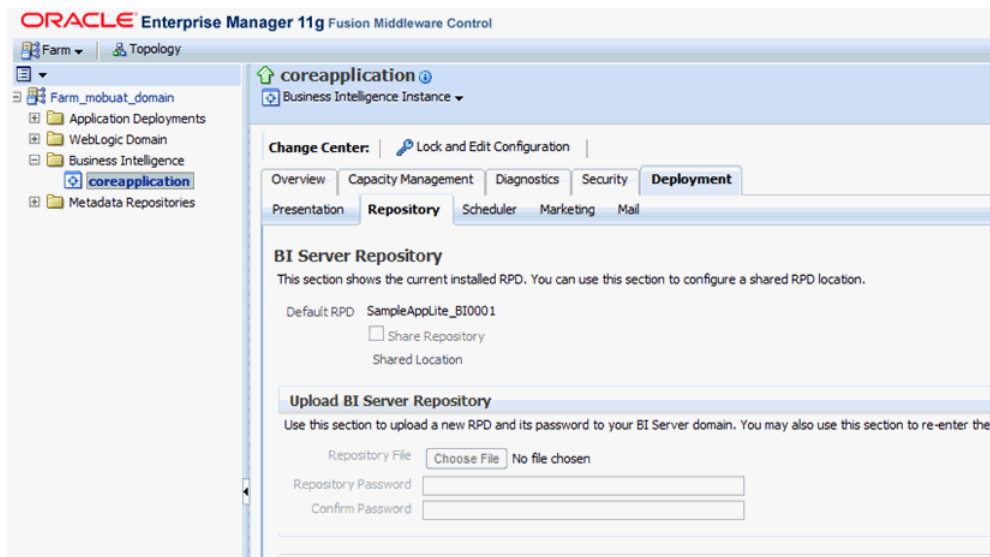 ORACLE Enterprise Manager 11g Fusion Middleware Control
Farm Topology
Farm_mobuat_domain
Application Deployments
WebLogic Domain
Business Intelligence
coreapplication
Metadata Repositories
coreapplication
Business Intelligence Instance
Change Center: Lock and Edit Configuration
Overview Capacity Management Diagnostics Security Deployment
Presentation Repository Scheduler Marketing Mail
BI Server Repository
This section shows the current installed RPD. You can use this section to configure a shared RPD location.
Default RPD SampleAppLite_BI0001
Share Repository
Shared Location
Upload BI Server Repository
Use this section to upload a new RPD and its password to your BI Server domain. You may also use this section to re-enter the
Repository File Choose File No file chosen
Repository Password
Confirm Password